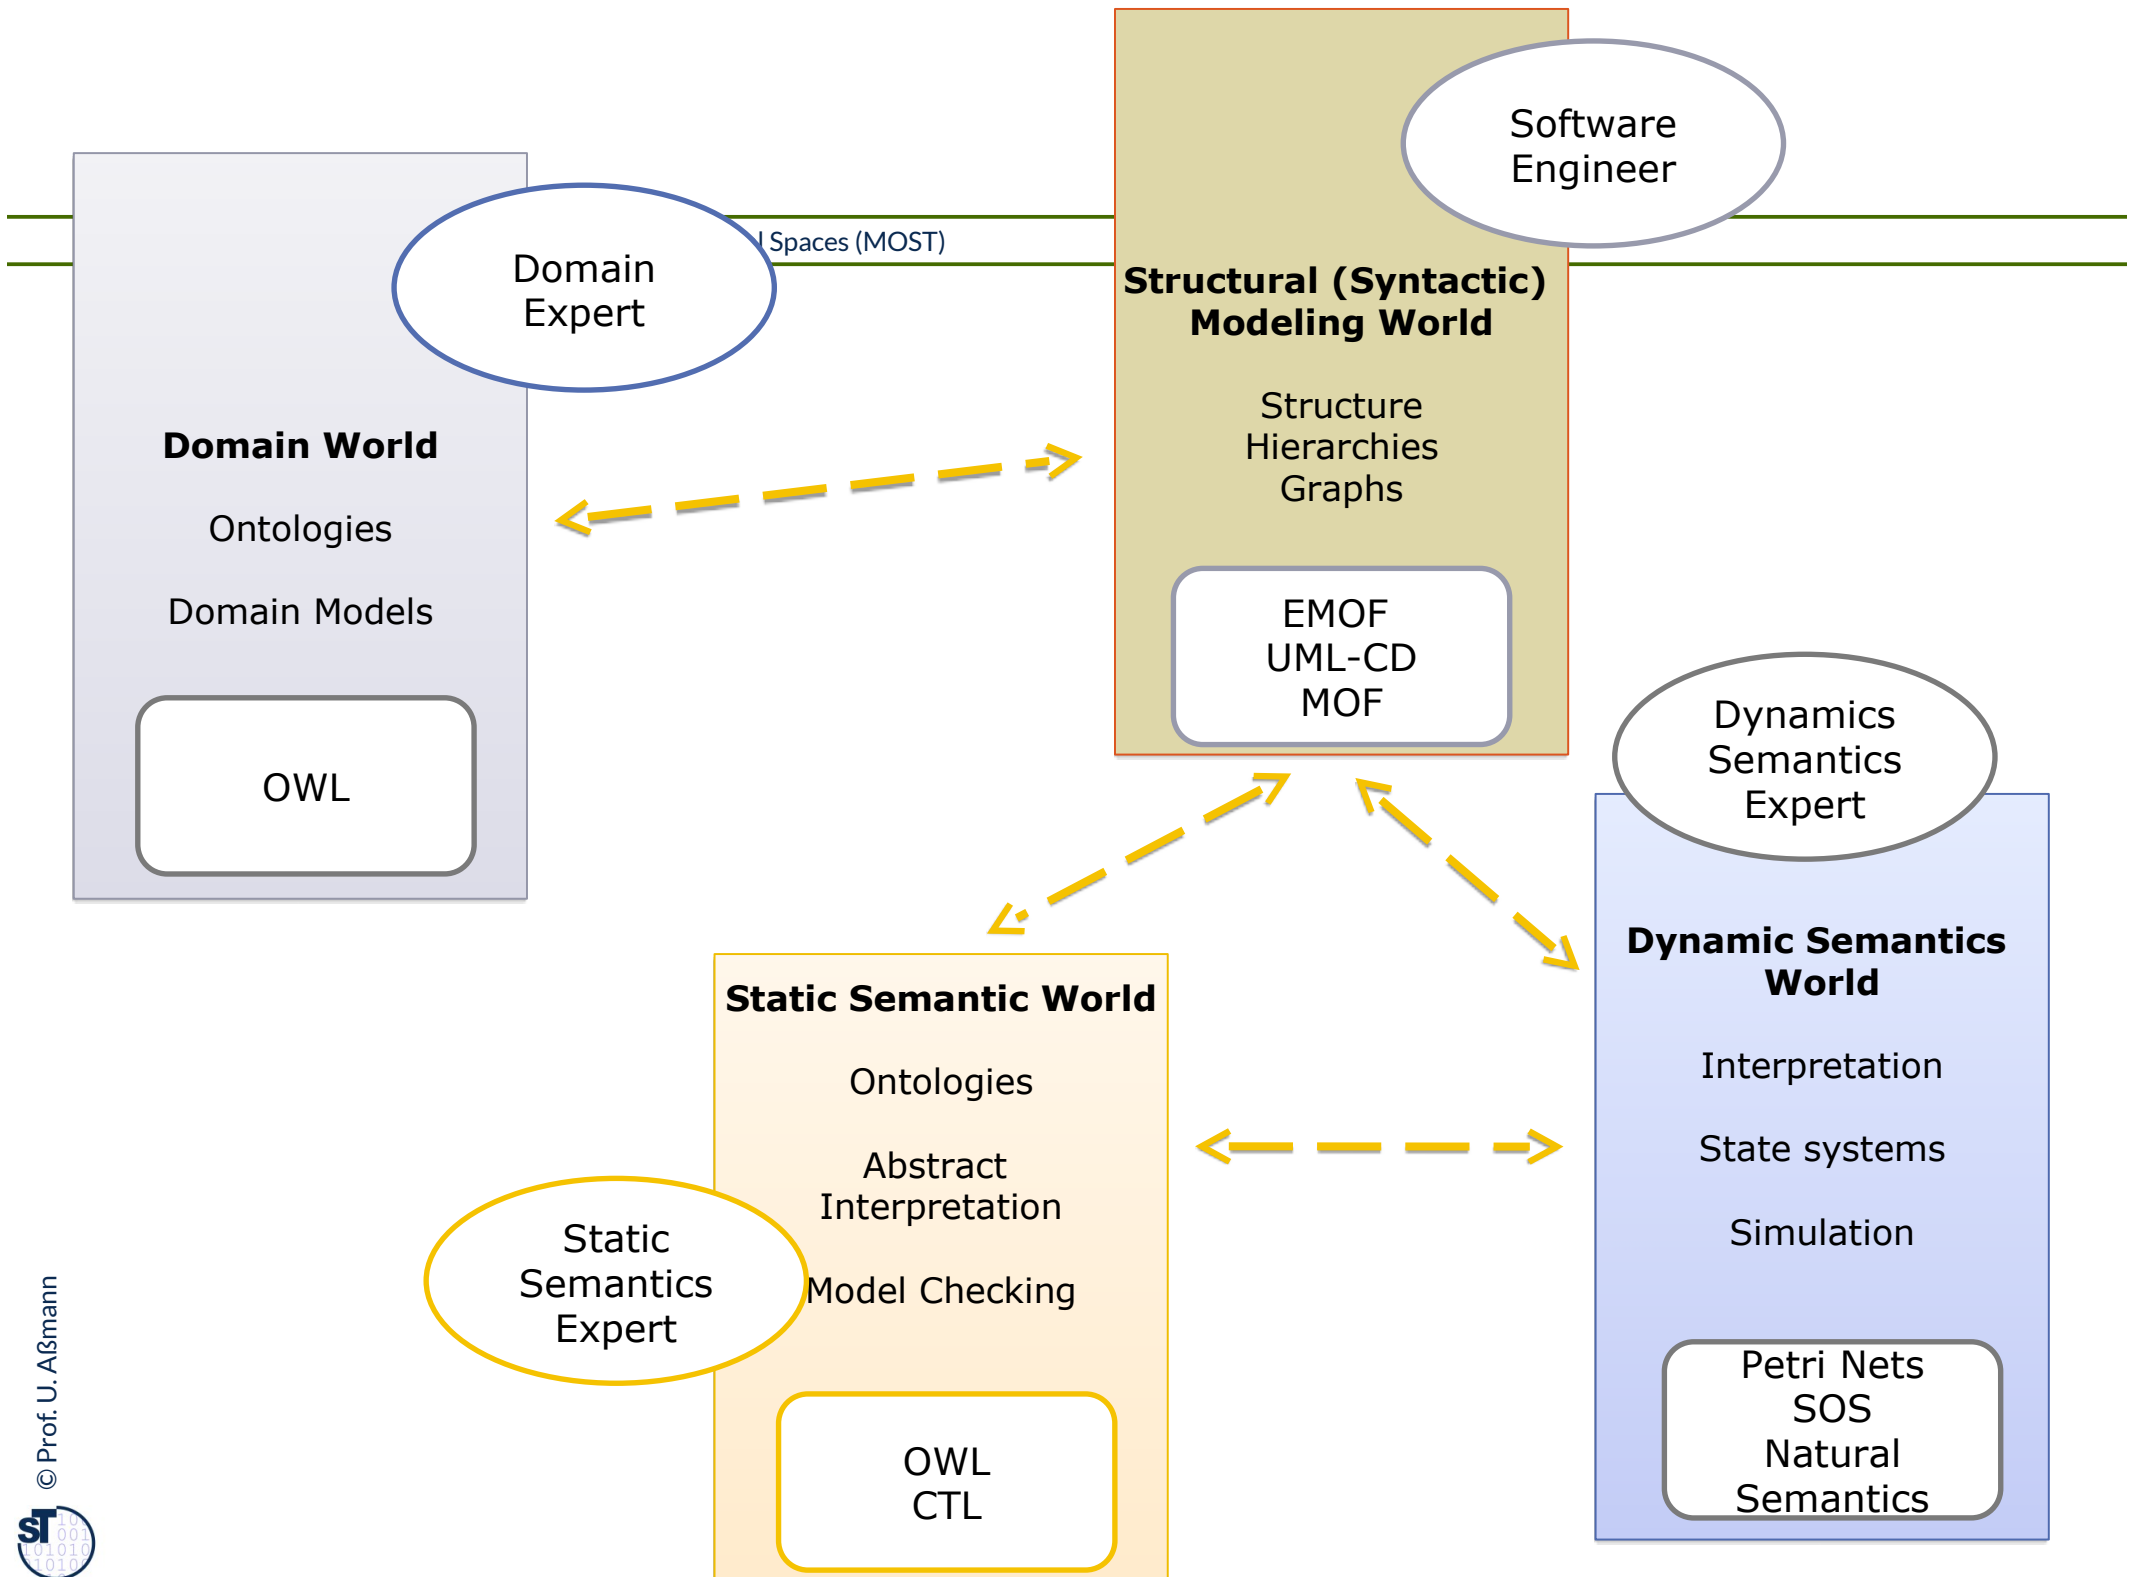 Software
Engineer
l Spaces (MOST)
Domain
Expert
Structural (Syntactic)
Modeling World
Structure
Hierarchies
Graphs
EMOF
UML-CD
MOF
Domain World
Ontologies
Domain Models
OWL
Dynamics
Semantics
Expert
Dynamic Semantics
World
Interpretation
State systems
Simulation
Petri Nets
SOS
Natural
Semantics
Static Semantic World
Ontologies
Abstract
Interpretation
Model Checking
Static
Semantics
Expert
OWL
CTL
© Prof. U. Aßmann
ST